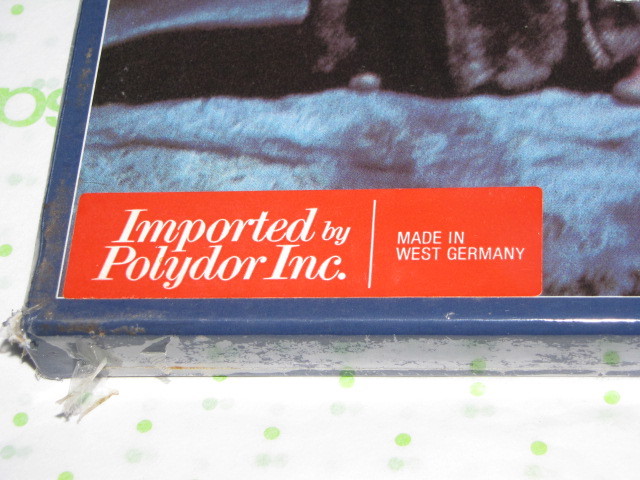 Imported by
Polydor Inc.
MADE IN
WEST GERMANY